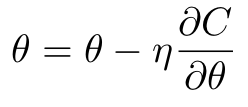 θ = θ − η ∂C/∂θ